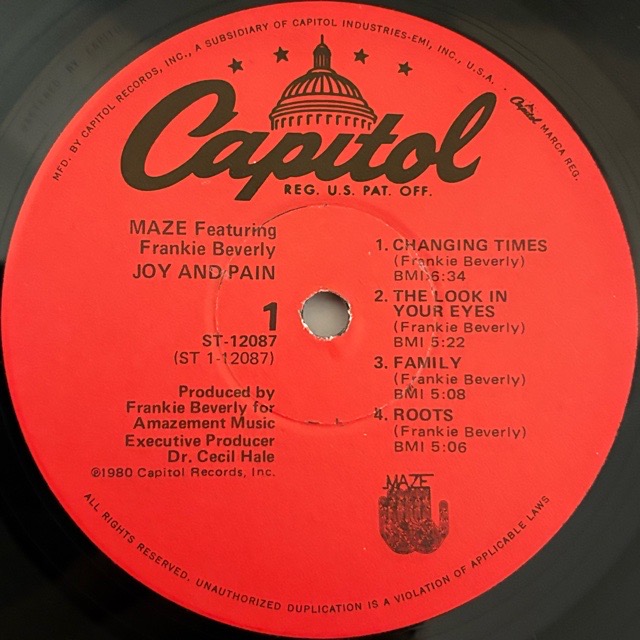 MFD. BY CAPITOL RECORDS, INC., A SUBSIDIARY OF CAPITOL INDUSTRIES-EMI, INC., U.S.A. . Capitol MARCA REG.
Capitol
REG. U.S. PAT. OFF.
MAZE Featuring
Frankie Beverly
JOY AND PAIN
1
ST-12087
(ST 1-12087)
Produced by
Frankie Beverly for
Amazement Music
Executive Producer
Dr. Cecil Hale
℗1980 Capitol Records, Inc.
1. CHANGING TIMES
(Frankie Beverly)
BMI 6:34
2. THE LOOK IN
YOUR EYES
(Frankie Beverly)
BMI 5:22
3. FAMILY
(Frankie Beverly)
BMI 5:08
4. ROOTS
(Frankie Beverly)
BMI 5:06
MAZE
ALL RIGHTS RESERVED. UNAUTHORIZED DUPLICATION IS A VIOLATION OF APPLICABLE LAWS